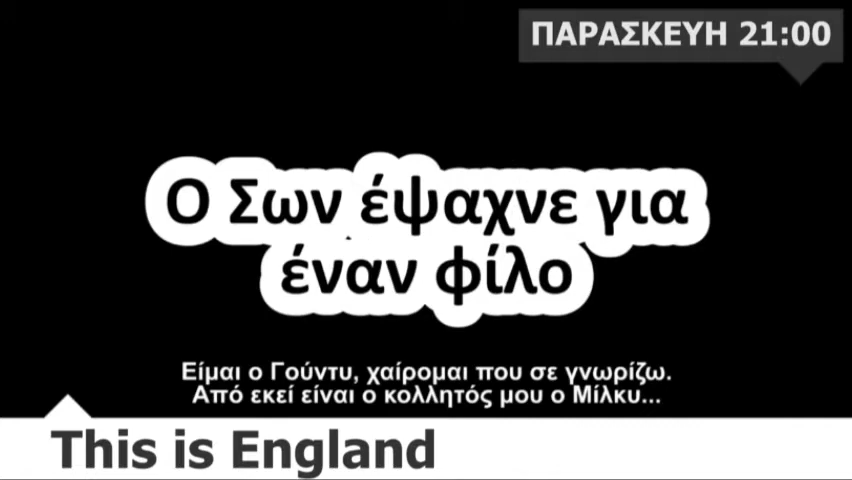 ΠΑΡΑΣΚΕΥΗ 21:00
Ο Σων έψαχνε για
έναν φίλο
Είμαι ο Γούντυ, χαίρομαι που σε γνωρίζω.
Από εκεί είναι ο κολλητός μου ο Μίλκυ...
This is England